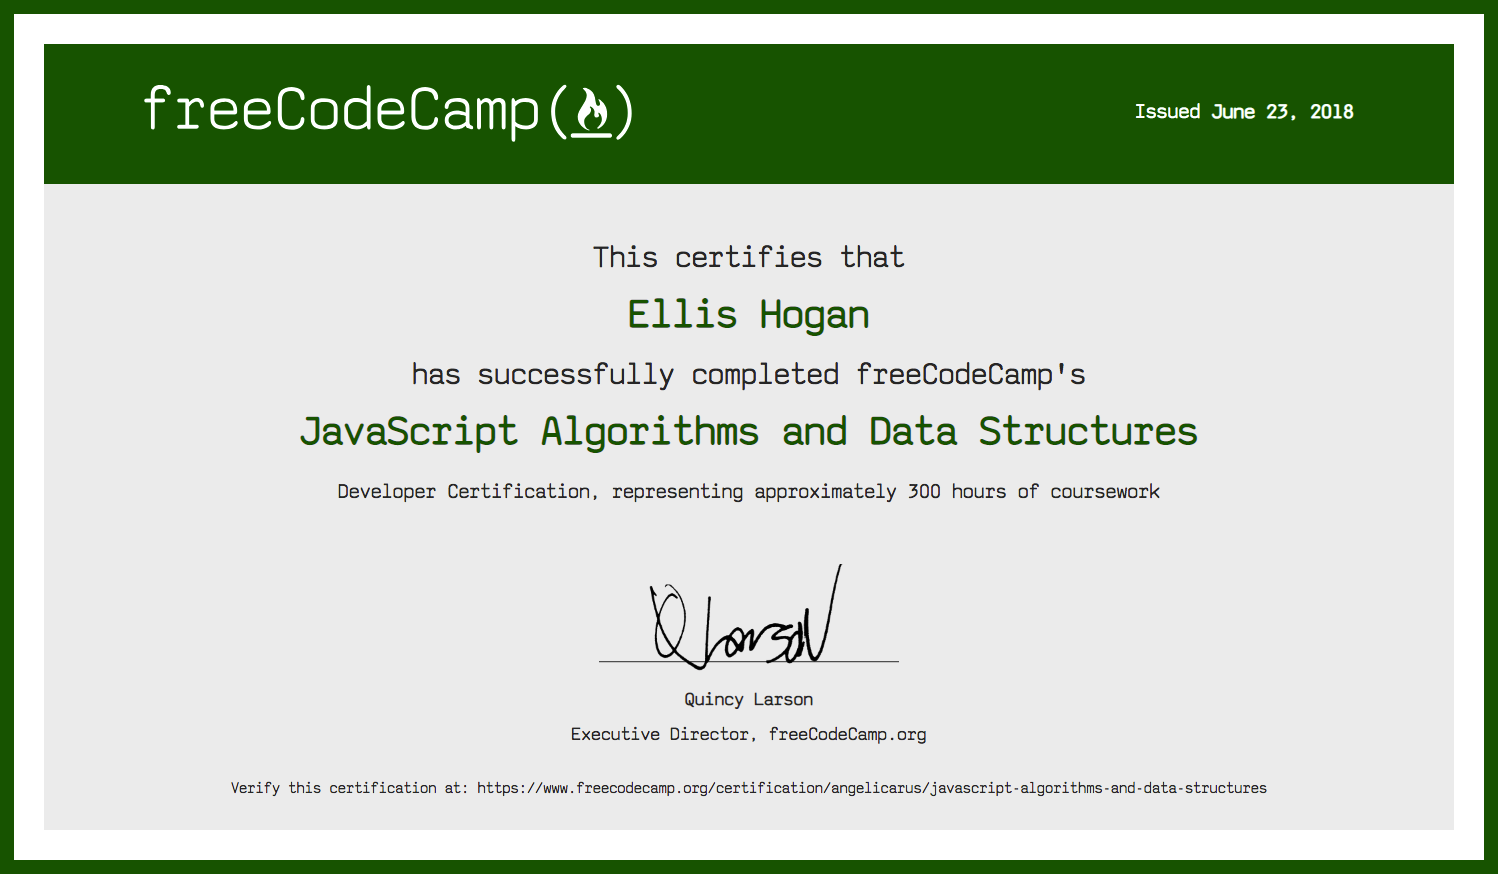 freeCodeCamp(🔥)
Issued June 23, 2018
This certifies that
Ellis Hogan
has successfully completed freeCodeCamp's
JavaScript Algorithms and Data Structures
Developer Certification, representing approximately 300 hours of coursework
Q Larson
Quincy Larson
Executive Director, freeCodeCamp.org
Verify this certification at: https://www.freecodecamp.org/certification/angelicarus/javascript-algorithms-and-data-structures